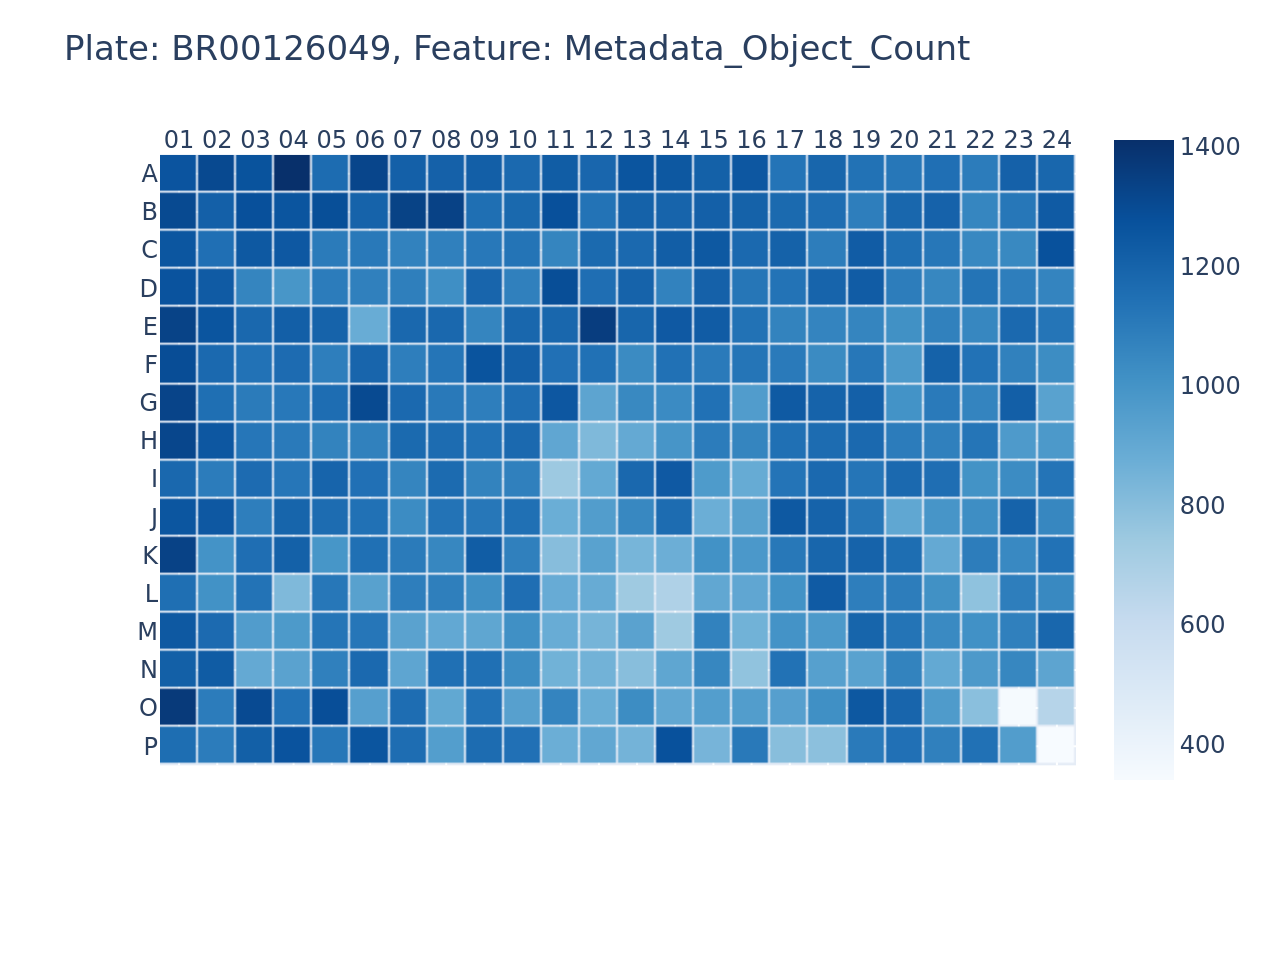 Plate: BR00126049, Feature: Metadata_Object_Count
01 02 03 04 05 06 07 08 09 10 11 12 13 14 15 16 17 18 19 20 21 22 23 24
A
B
C
D
E
F
G
H
I
J
K
L
M
N
O
P
1400
1200
1000
800
600
400